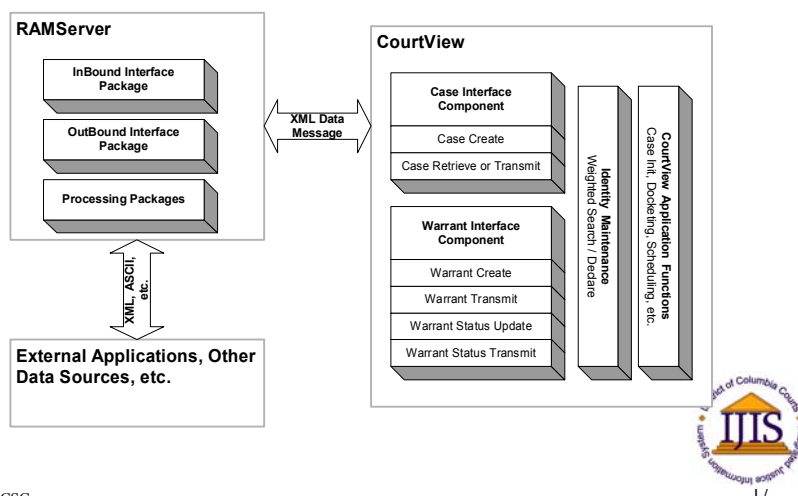 RAMServer
InBound Interface
Package
OutBound Interface
Package
Processing Packages
XML Data
Message
XML, ASCII,
etc.
External Applications, Other
Data Sources, etc.
CourtView
Case Interface
Component
Case Create
Case Retrieve or Transmit
Warrant Interface
Component
Warrant Create
Warrant Transmit
Warrant Status Update
Warrant Status Transmit
Identity Maintenance
Weighted Search / Declare
CourtView Application Functions
Case Init, Docketing, Scheduling, etc.
of Columbia Courts
IJIS
Justice Information System